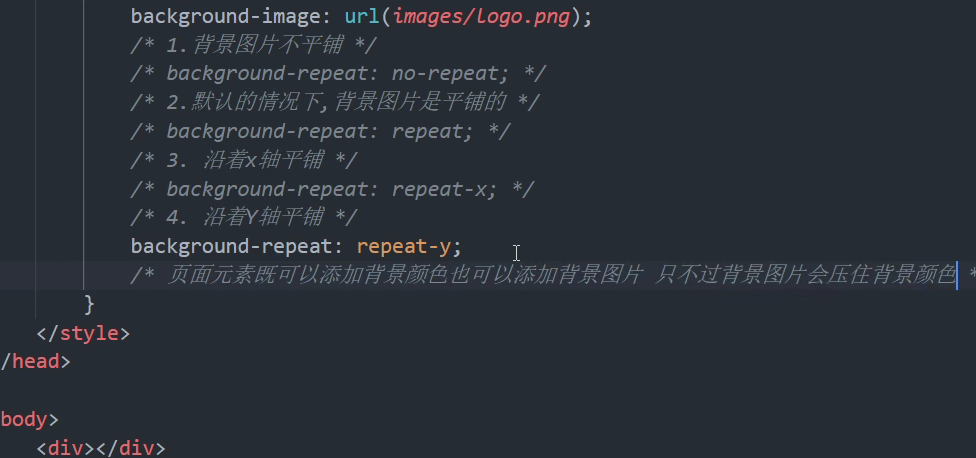 background-image: url(images/logo.png);
/* 1.背景图片不平铺 */
/* background-repeat: no-repeat; */
/* 2.默认的情况下,背景图片是平铺的 */
/* background-repeat: repeat; */
/* 3. 沿着x轴平铺 */
/* background-repeat: repeat-x; */
/* 4. 沿着Y轴平铺 */
background-repeat: repeat-y;
/* 页面元素既可以添加背景颜色也可以添加背景图片 只不过背景图片会压住背景颜色 *
}
</style>
/head>
body>
<div></div>